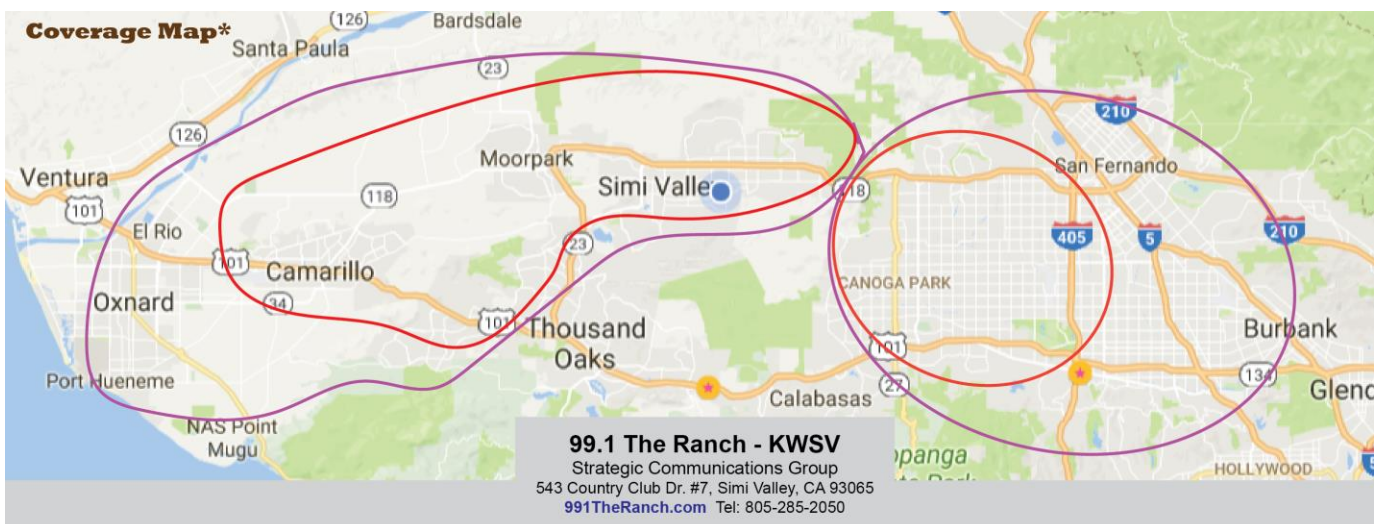 Coverage Map*
126
Bardsdale
Santa Paula
23
210
126
Moorpark
San Fernando
Ventura
Simi Valle
118
118
101
El Rio
23
405
5
210
101
Camarillo
CANOGA PARK
Oxnard
34
101
Thousand
Oaks
101
Burbank
Port Hueneme
27
134
Calabasas
Glend
NAS Point
Mugu
99.1 The Ranch - KWSV
Strategic Communications Group
543 Country Club Dr. #7, Simi Valley, CA 93065
991TheRanch.com Tel: 805-285-2050
opanga
HOLLYWOOD
5